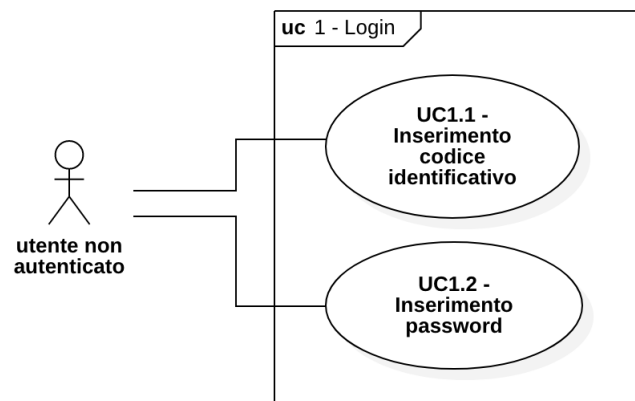 uc 1 - Login
UC1.1 -
Inserimento
codice
identificativo
utente non
autenticato
UC1.2 -
Inserimento
password